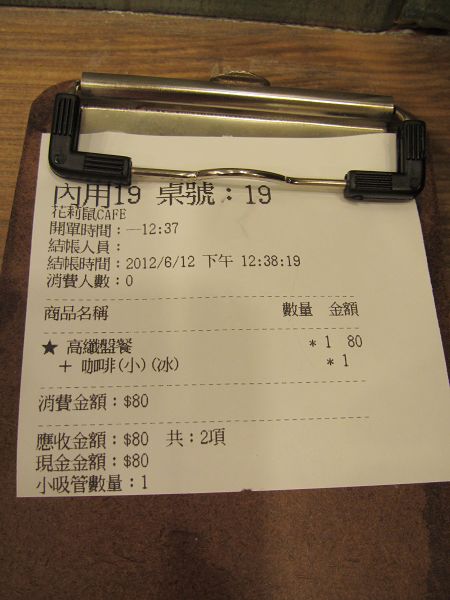 內用19 桌號：19
花莉鼠CAFE
開單時間：—12:37
結帳人員：
結帳時間：2012/6/12 下午 12:38:19
消費人數：0
商品名稱 數量 金額
★ 高纖盤餐 * 1 80
＋ 咖啡(小)(冰) * 1
消費金額：$80
應收金額：$80 共：2項
現金金額：$80
小吸管數量：1